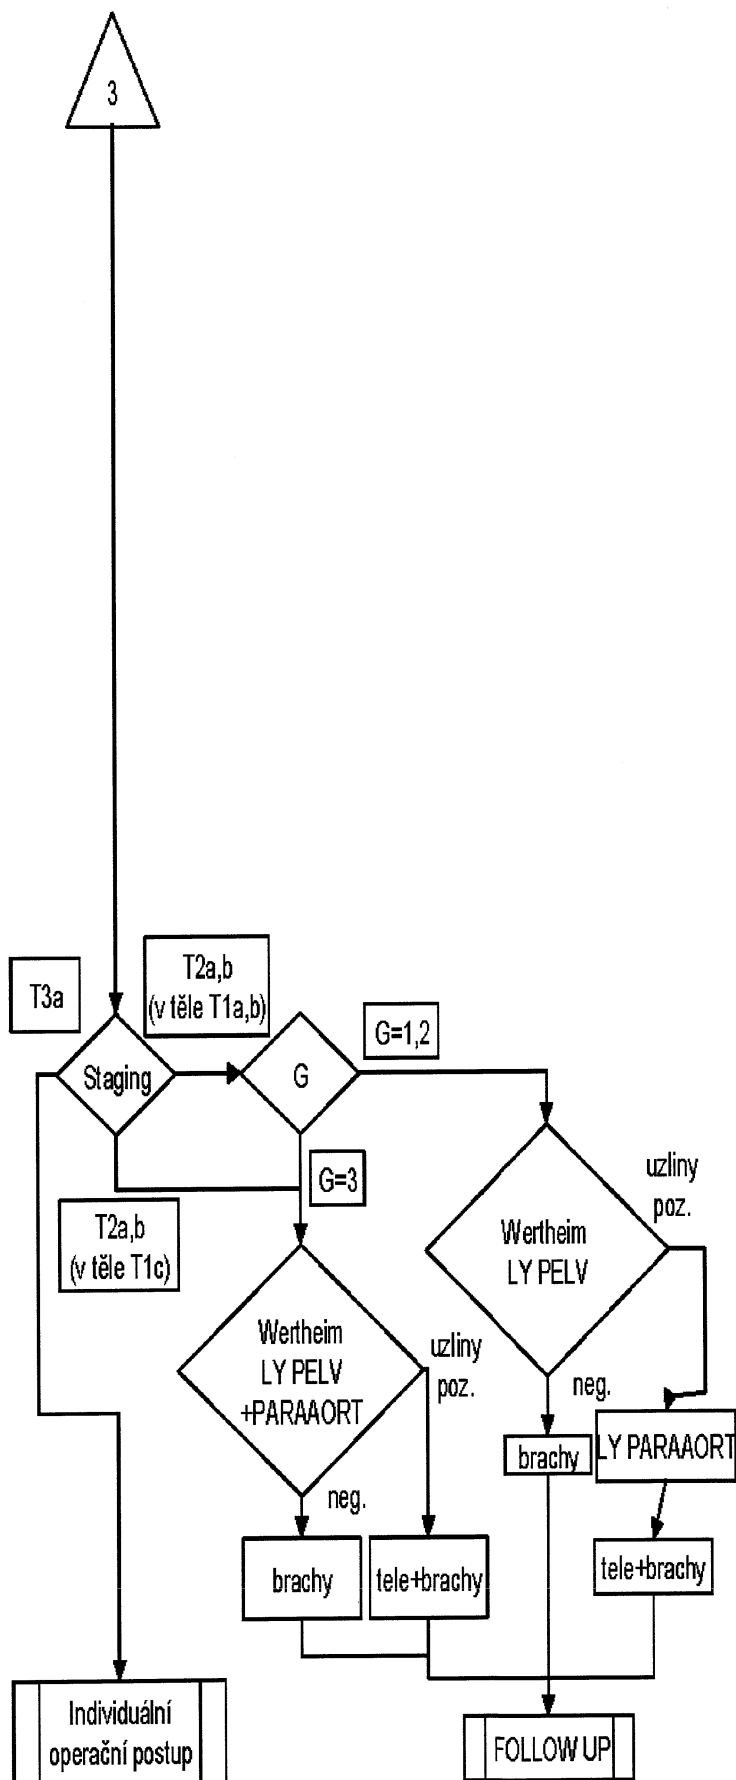 3
T3a
T2a,b
(v těle T1a,b)
G=1,2
Staging
G
G=3
T2a,b
(v těle T1c)
Wertheim
LY PELV
uzliny
poz.
Wertheim
LY PELV
+PARAAORT
uzliny
poz.
neg.
neg.
brachy
LY PARAAORT
brachy
tele+brachy
tele+brachy
Individuální
operační postup
FOLLOW UP